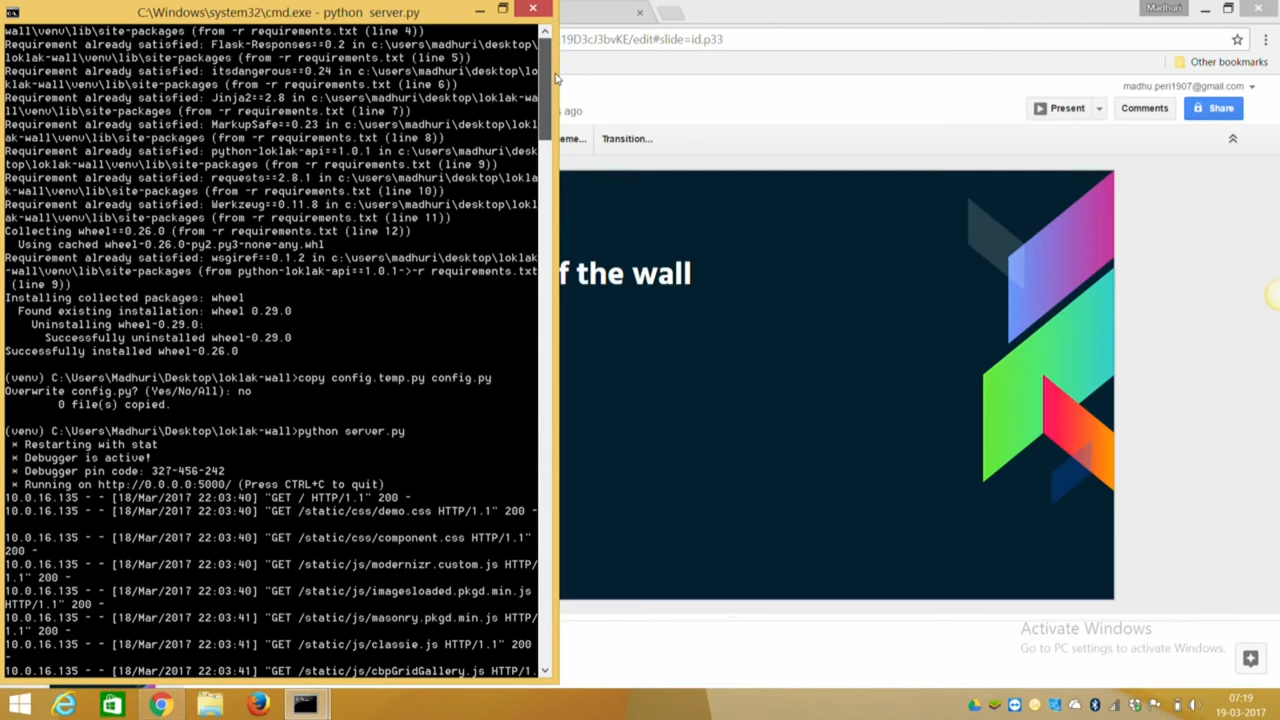 C:\Windows\system32\cmd.exe - python server.py
wall\venv\lib\site-packages (from -r requirements.txt (line 4))
Requirement already satisfied: Flask-Responses==0.2 in c:\users\madhuri\desktop\
loklak-wall\venv\lib\site-packages (from -r requirements.txt (line 5))
Requirement already satisfied: itsdangerous==0.24 in c:\users\madhuri\desktop\lo
klak-wall\venv\lib\site-packages (from -r requirements.txt (line 6))
Requirement already satisfied: Jinja2==2.8 in c:\users\madhuri\desktop\loklak-wa
ll\venv\lib\site-packages (from -r requirements.txt (line 7))
Requirement already satisfied: MarkupSafe==0.23 in c:\users\madhuri\desktop\lokl
ak-wall\venv\lib\site-packages (from -r requirements.txt (line 8))
Requirement already satisfied: python-loklak-api==1.0.1 in c:\users\madhuri\desk
top\loklak-wall\venv\lib\site-packages (from -r requirements.txt (line 9))
Requirement already satisfied: requests==2.8.1 in c:\users\madhuri\desktop\lokla
k-wall\venv\lib\site-packages (from -r requirements.txt (line 10))
Requirement already satisfied: Werkzeug==0.11.8 in c:\users\madhuri\desktop\lokl
ak-wall\venv\lib\site-packages (from -r requirements.txt (line 11))
Collecting wheel==0.26.0 (from -r requirements.txt (line 12))
Using cached wheel-0.26.0-py2.py3-none-any.whl
Requirement already satisfied: wsgiref==0.1.2 in c:\users\madhuri\desktop\loklak
-wall\venv\lib\site-packages (from python-loklak-api==1.0.1->-r requirements.txt
(line 9))
Installing collected packages: wheel
Found existing installation: wheel 0.29.0
Uninstalling wheel-0.29.0:
Successfully uninstalled wheel-0.29.0
Successfully installed wheel-0.26.0
(venv) C:\Users\Madhuri\Desktop\loklak-wall>copy config.temp.py config.py
Overwrite config.py? (Yes/No/All): no
0 file(s) copied.
(venv) C:\Users\Madhuri\Desktop\loklak-wall>python server.py
* Restarting with stat
* Debugger is active!
* Debugger pin code: 327-456-242
* Running on http://0.0.0.0:5000/ (Press CTRL+C to quit)
10.0.16.135 - - [18/Mar/2017 22:03:40] "GET / HTTP/1.1" 200 -
10.0.16.135 - - [18/Mar/2017 22:03:40] "GET /static/css/demo.css HTTP/1.1" 200 -
10.0.16.135 - - [18/Mar/2017 22:03:40] "GET /static/css/component.css HTTP/1.1"
200 -
10.0.16.135 - - [18/Mar/2017 22:03:40] "GET /static/js/modernizr.custom.js HTTP/
1.1" 200 -
10.0.16.135 - - [18/Mar/2017 22:03:40] "GET /static/js/imagesloaded.pkgd.min.js
HTTP/1.1" 200 -
10.0.16.135 - - [18/Mar/2017 22:03:41] "GET /static/js/masonry.pkgd.min.js HTTP/
1.1" 200 -
10.0.16.135 - - [18/Mar/2017 22:03:41] "GET /static/js/classie.js HTTP/1.1" 200
-
10.0.16.135 - - [18/Mar/2017 22:03:41] "GET /static/js/cbpGridGallery.js HTTP/1.
Madhuri
19D3cJ3bvKE/edit#slide=id.p33
Other bookmarks
madhu.peri1907@gmail.com
s ago
Present
Comments
Share
eme...
Transition...
f the wall
Activate Windows
Go to PC settings to activate Windows.
07:19
19-03-2017